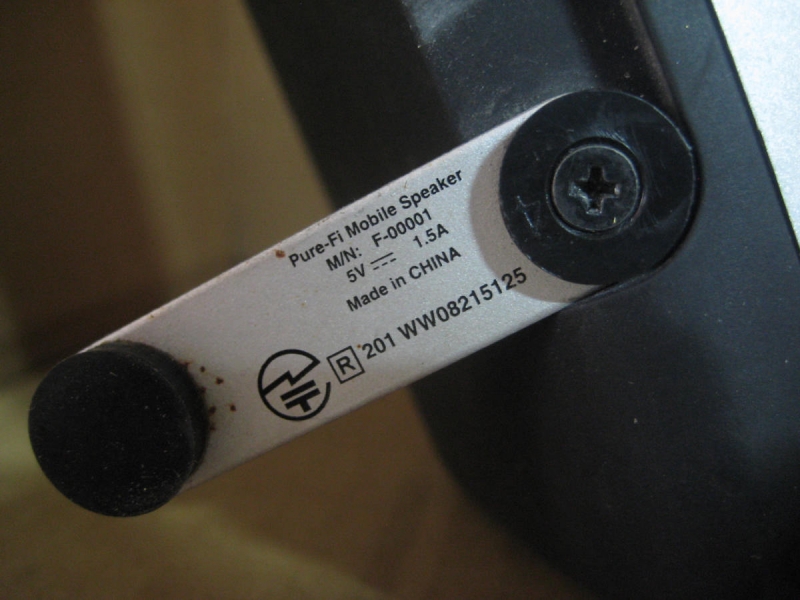 Pure-Fi Mobile Speaker
M/N: F-00001
5V ⎓ 1.5A
Made in CHINA
R 201 WW08215125